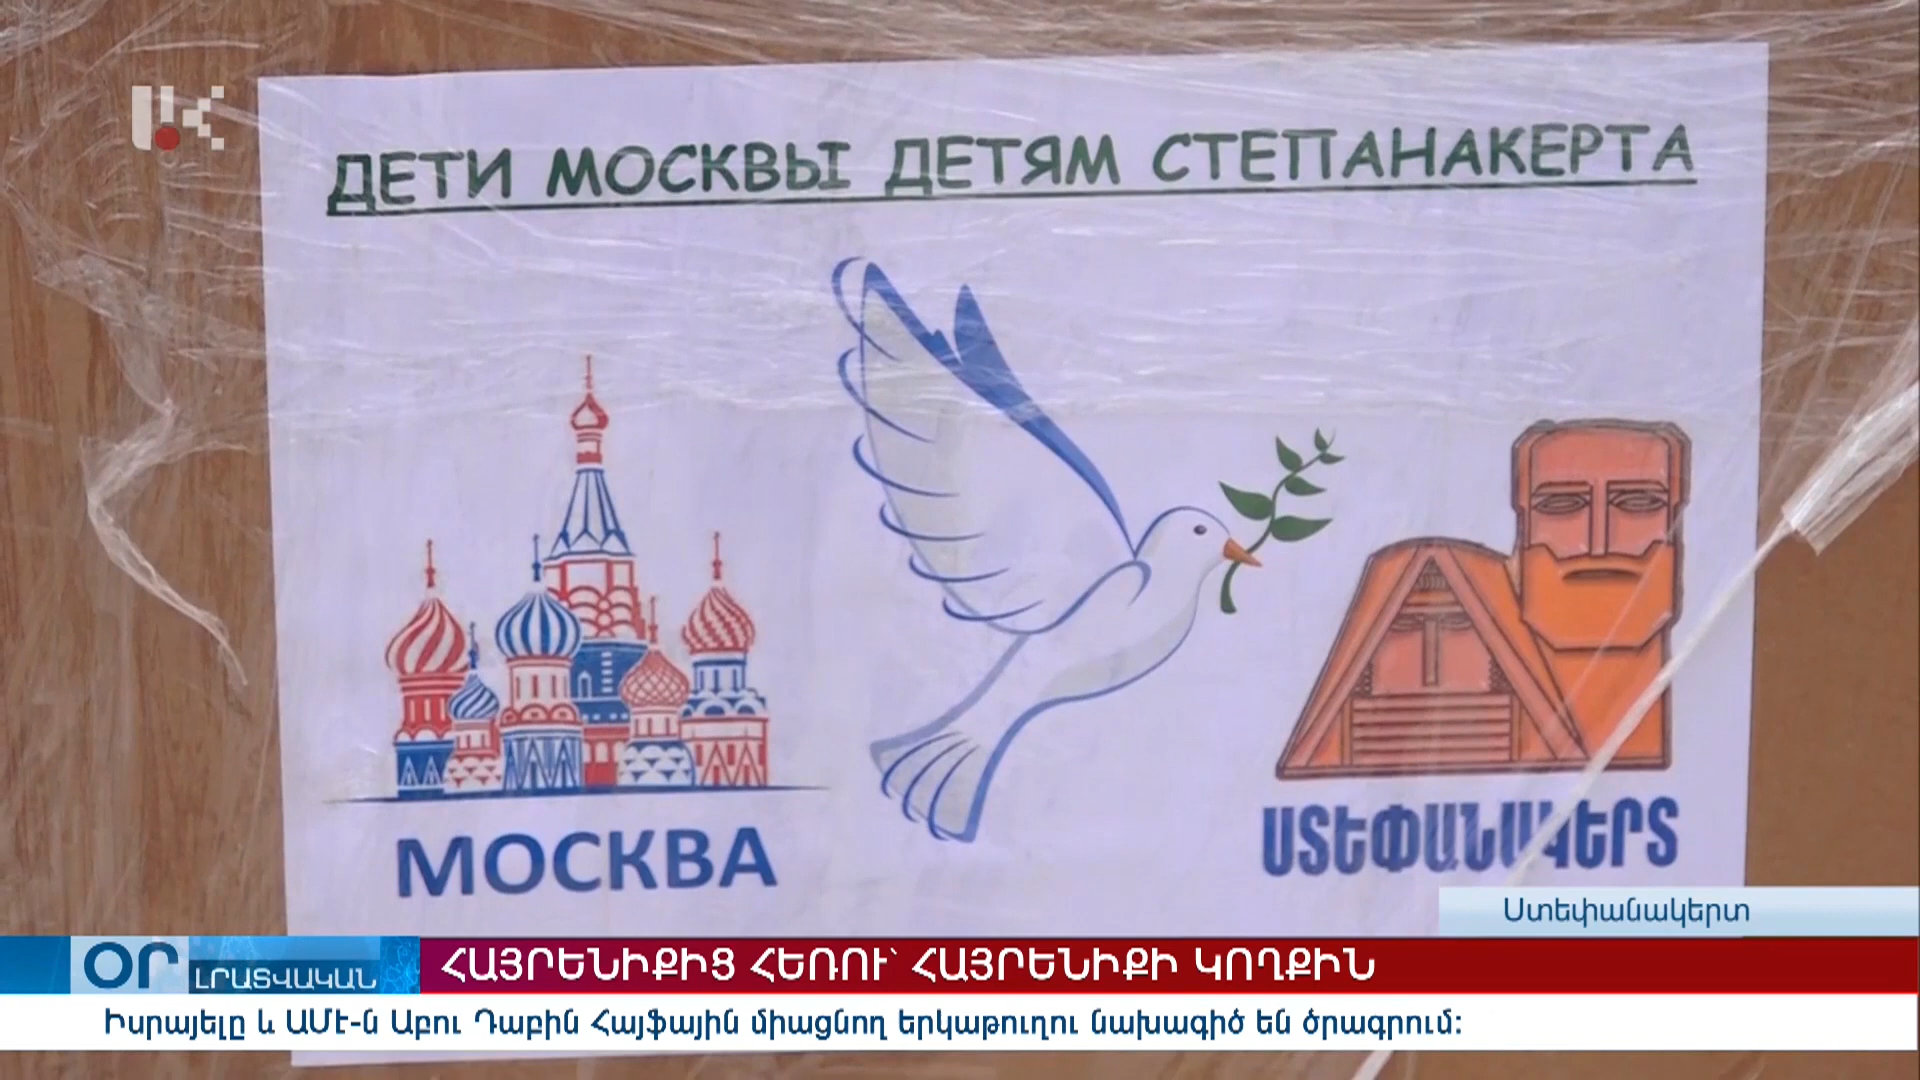 ДЕТИ МОСКВЫ ДЕТЯМ СТЕПАНАКЕРТА
МОСКВА
ՍՏԵՓԱՆԱԿԵՐՏ
Ստեփանակերտ
ՕՐ
ԼՐԱՏՎԱԿԱՆ
ՀԱՅՐԵՆԻՔԻՑ ՀԵՌՈՒ՝ ՀԱՅՐԵՆԻՔԻ ԿՈՂՔԻՆ
Իսրայելը և ԱՄԷ-ն Աբու Դաբին Հայֆային միացնող երկաթուղու նախագիծ են ծրագրում: